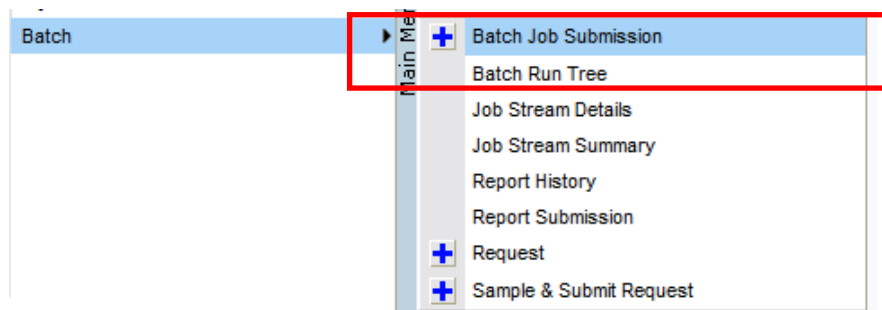 Batch
Main Me
Batch Job Submission
Batch Run Tree
Job Stream Details
Job Stream Summary
Report History
Report Submission
Request
Sample & Submit Request